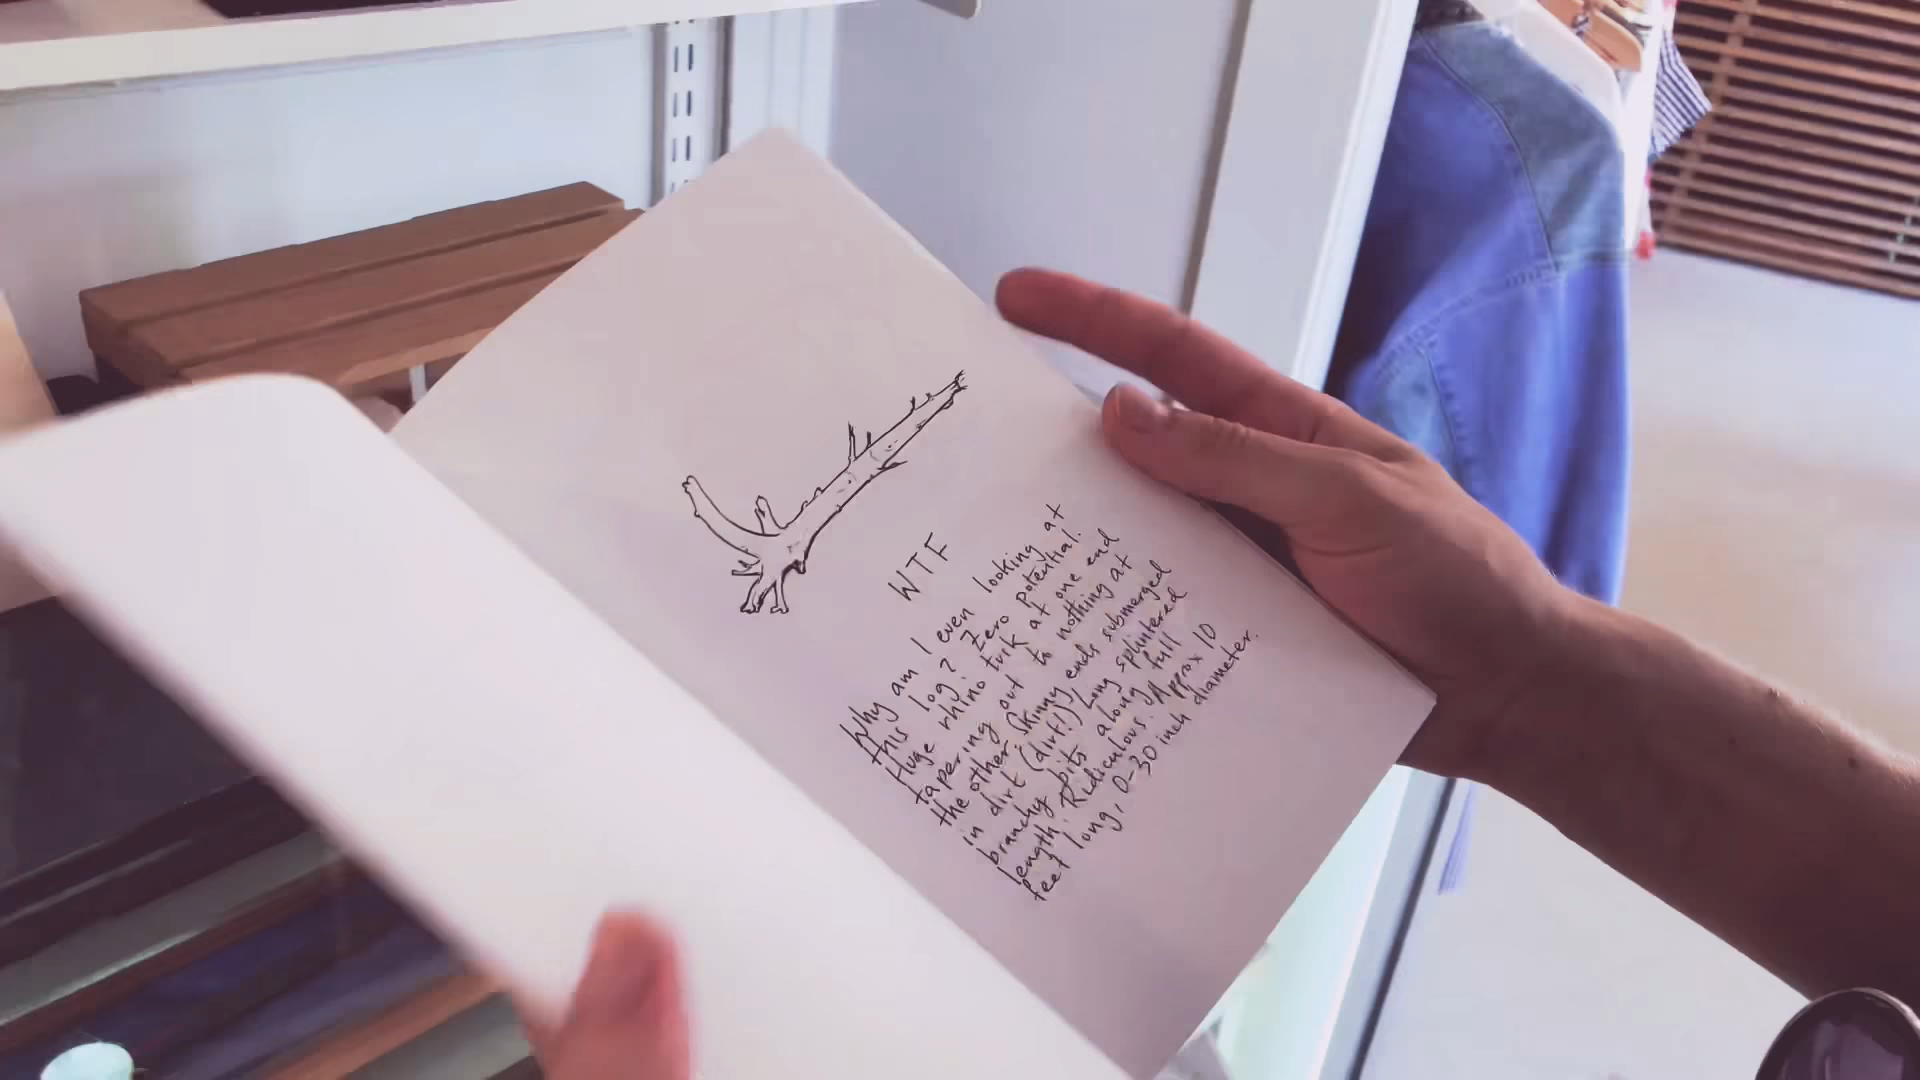 WTF
Why am I even looking at
this log? Zero potential.
Huge rhino tusk at one end
tapering out to nothing at
the other. Skinny ends submerged
in dirt (dirt!) Long splintered
branchy bits along full
length. Ridiculous. Approx 10
feet long, 0-30 inch diameter.